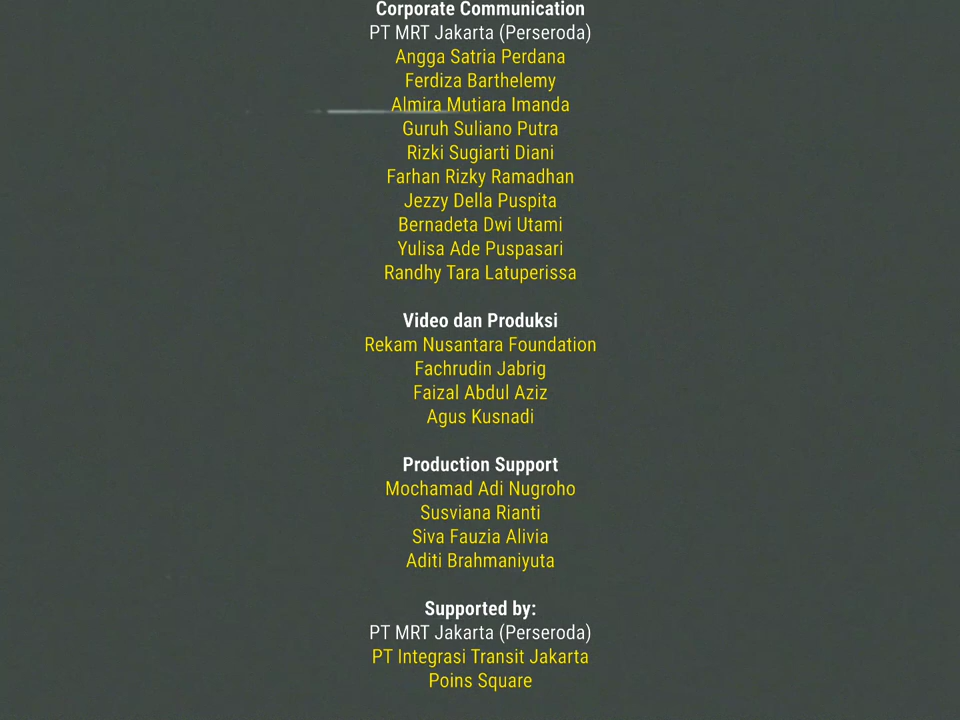 Corporate Communication
PT MRT Jakarta (Perseroda)
Angga Satria Perdana
Ferdiza Barthelemy
Almira Mutiara Imanda
Guruh Suliano Putra
Rizki Sugiarti Diani
Farhan Rizky Ramadhan
Jezzy Della Puspita
Bernadeta Dwi Utami
Yulisa Ade Puspasari
Randhy Tara Latuperissa
Video dan Produksi
Rekam Nusantara Foundation
Fachrudin Jabrig
Faizal Abdul Aziz
Agus Kusnadi
Production Support
Mochamad Adi Nugroho
Susviana Rianti
Siva Fauzia Alivia
Aditi Brahmaniyuta
Supported by:
PT MRT Jakarta (Perseroda)
PT Integrasi Transit Jakarta
Poins Square